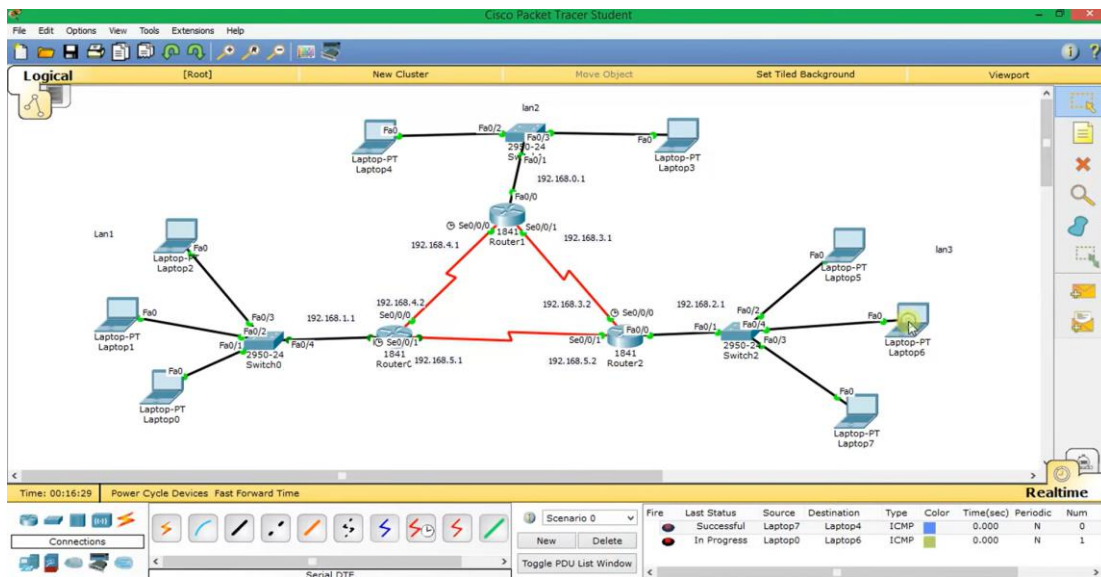 Cisco Packet Tracer Student
File Edit Options View Tools Extensions Help
Logical [Root] New Cluster Move Object Set Tiled Background Viewport
lan2
Fa0 Fa0/2 Fa0/3 Fa0
Laptop-PT
Laptop4
2950-24
Fa0/1
Laptop-PT
Laptop3
192.168.0.1
Fa0/0
Se0/0/0 Se0/0/1
1841
Router1
192.168.4.1
192.168.3.1
Lan1
Fa0
Laptop-PT
Laptop2
lan3
Fa0
Laptop-PT
Laptop5
Fa0
Laptop-PT
Laptop1
Fa0/3
Fa0/2
Fa0/1 Fa0/4
2950-24
Switch0
192.168.1.1
192.168.4.2
Se0/0/0
Se0/0/1
1841
192.168.5.1
192.168.3.2
Se0/0/0
Fa0/0
Se0/0/1
1841
Router2
192.168.5.2
192.168.2.1
Fa0/1
Fa0/2
Fa0/4
Fa0/3
2950-24
Switch2
Fa0
Laptop-PT
Laptop6
Fa0
Laptop-PT
Laptop0
Fa0
Laptop-PT
Laptop7
Time: 00:16:29 Power Cycle Devices Fast Forward Time Realtime
Connections
Serial DTE
Scenario 0
New Delete
Toggle PDU List Window
Fire Last Status Source Destination Type Color Time(sec) Periodic Num
Successful Laptop7 Laptop4 ICMP 0.000 N 0
In Progress Laptop0 Laptop6 ICMP 0.000 N 1